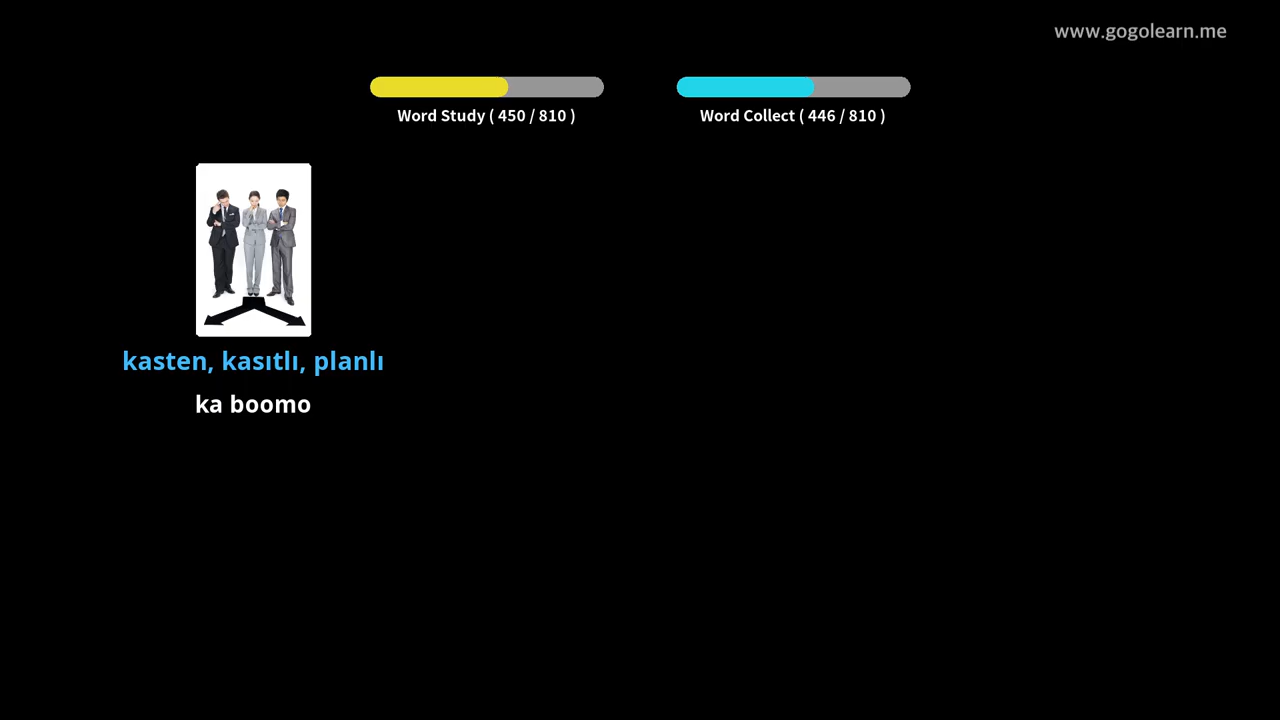 www.gogolearn.me
Word Study ( 450 / 810 )
Word Collect ( 446 / 810 )
kasten, kasıtlı, planlı
ka boomo